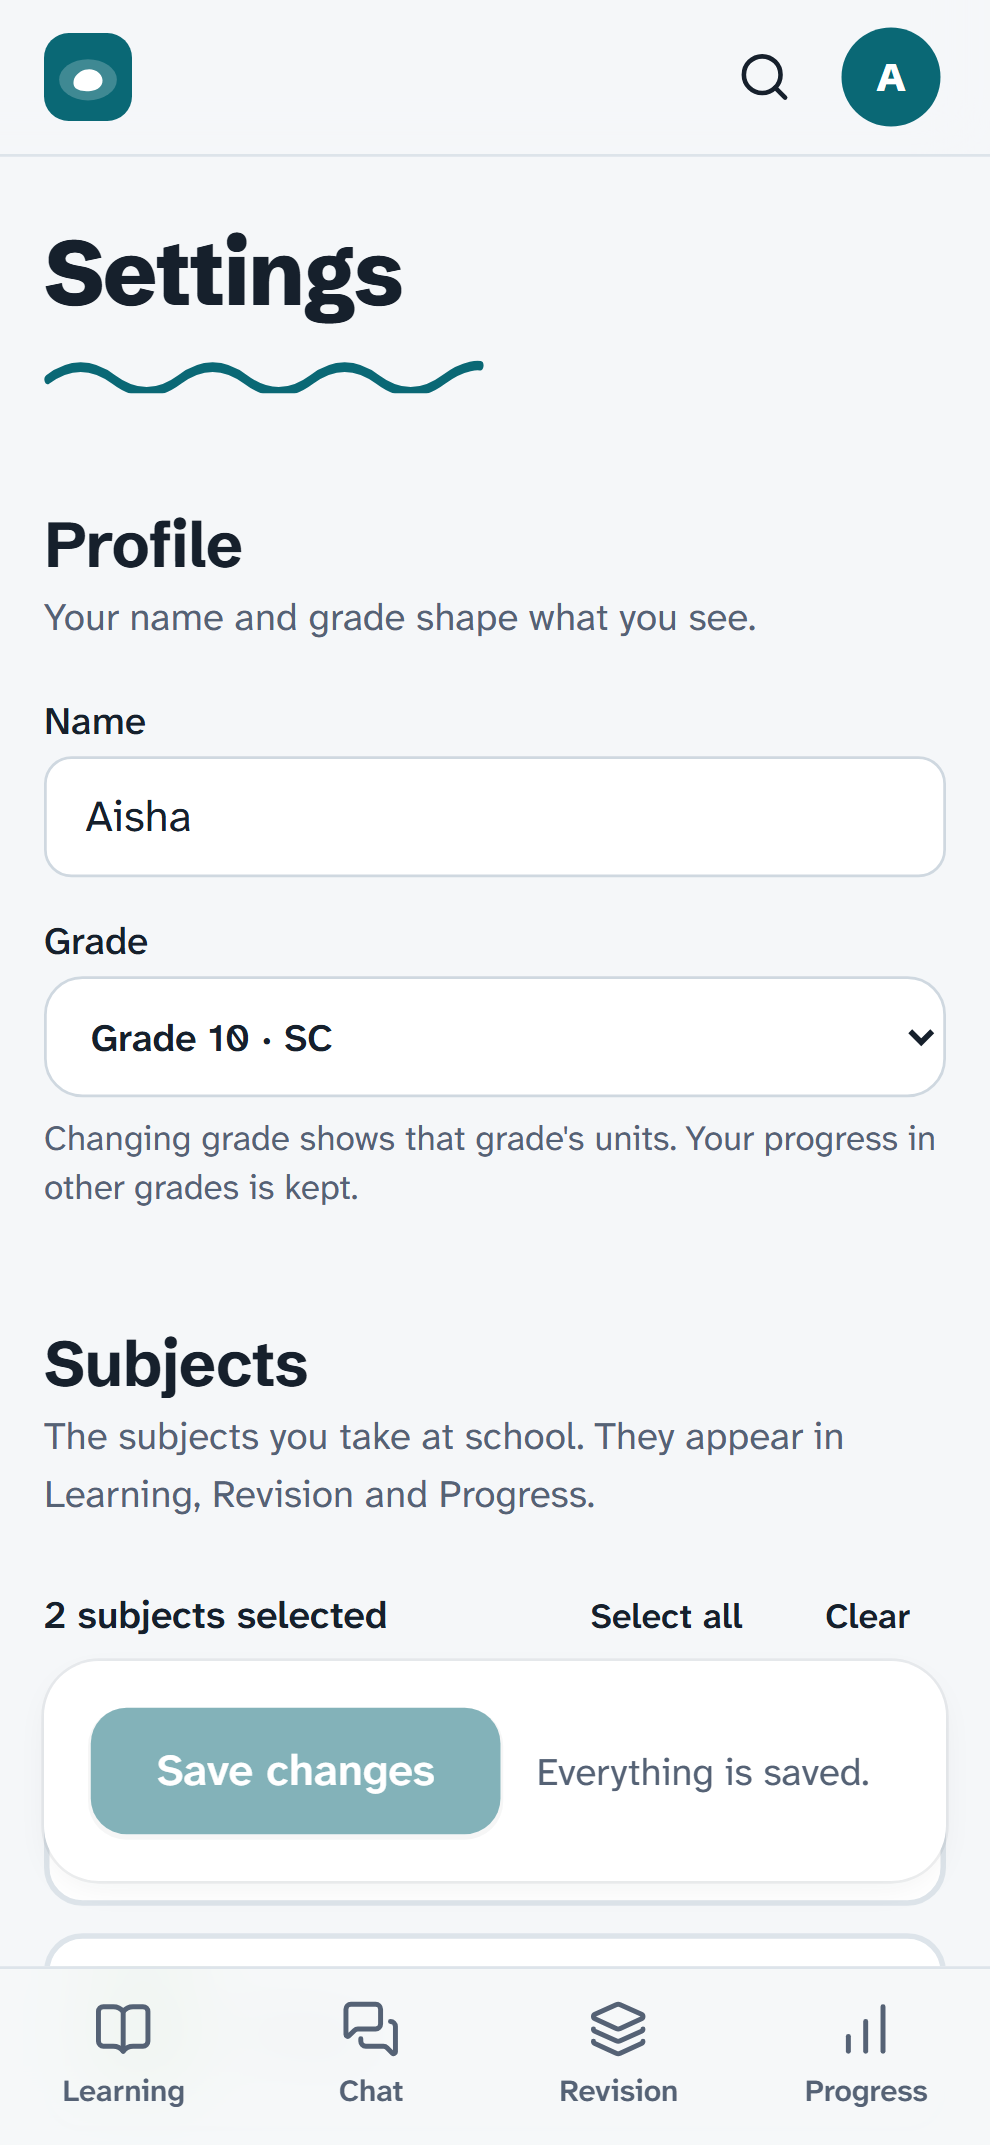 A
Settings
Profile
Your name and grade shape what you see.
Name
Aisha
Grade
Grade 10 · SC
Changing grade shows that grade's units. Your progress in
other grades is kept.
Subjects
The subjects you take at school. They appear in
Learning, Revision and Progress.
2 subjects selected Select all Clear
Save changes Everything is saved.
Learning Chat Revision Progress